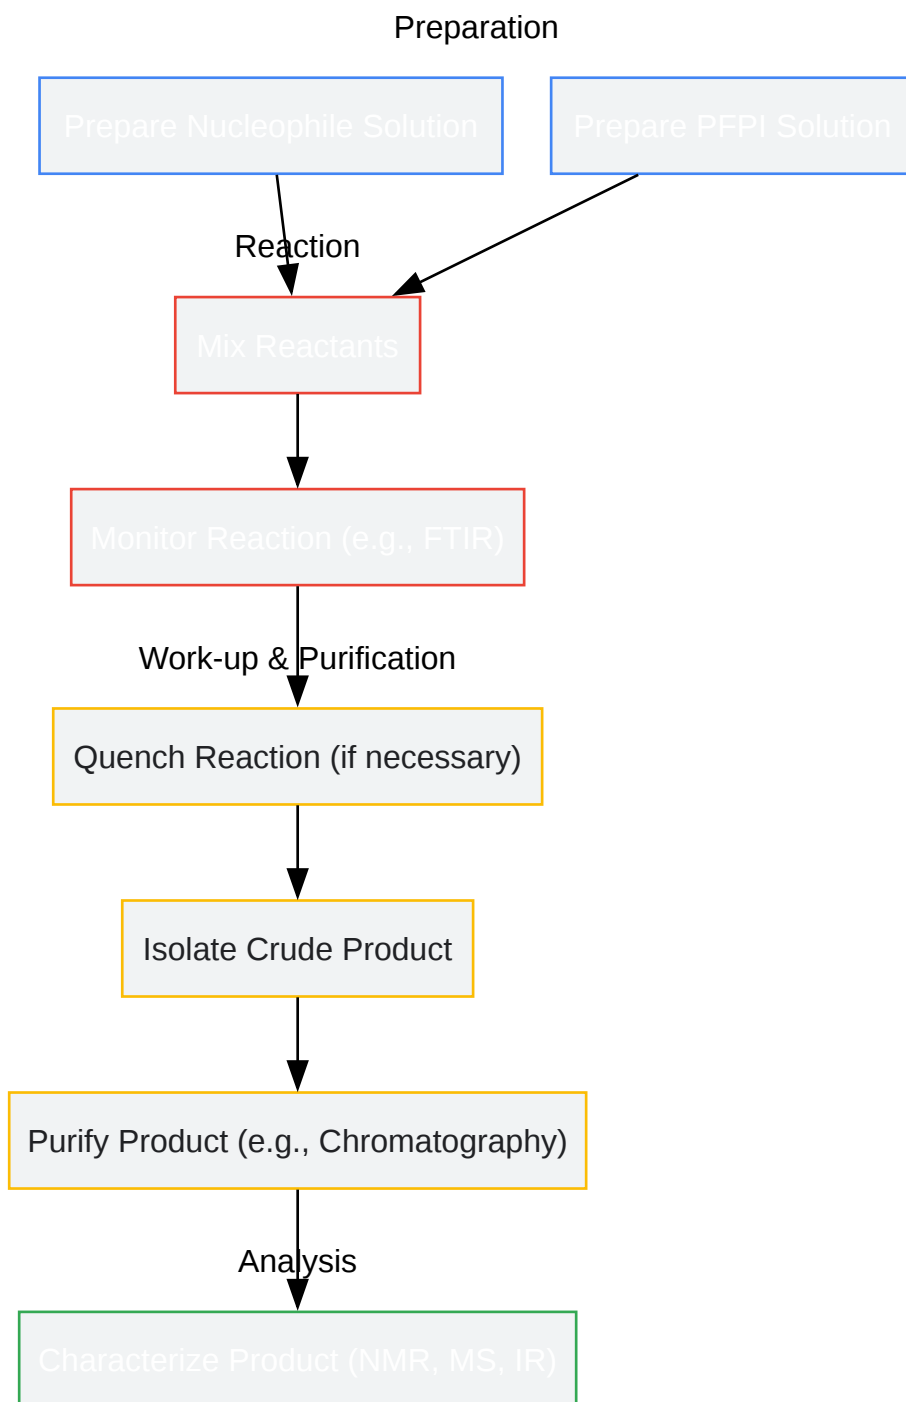 Preparation
Prepare Nucleophile Solution
Prepare PFPI Solution
Reaction
Mix Reactants
Monitor Reaction (e.g., FTIR)
Work-up & Purification
Quench Reaction (if necessary)
Isolate Crude Product
Purify Product (e.g., Chromatography)
Analysis
Characterize Product (NMR, MS, IR)